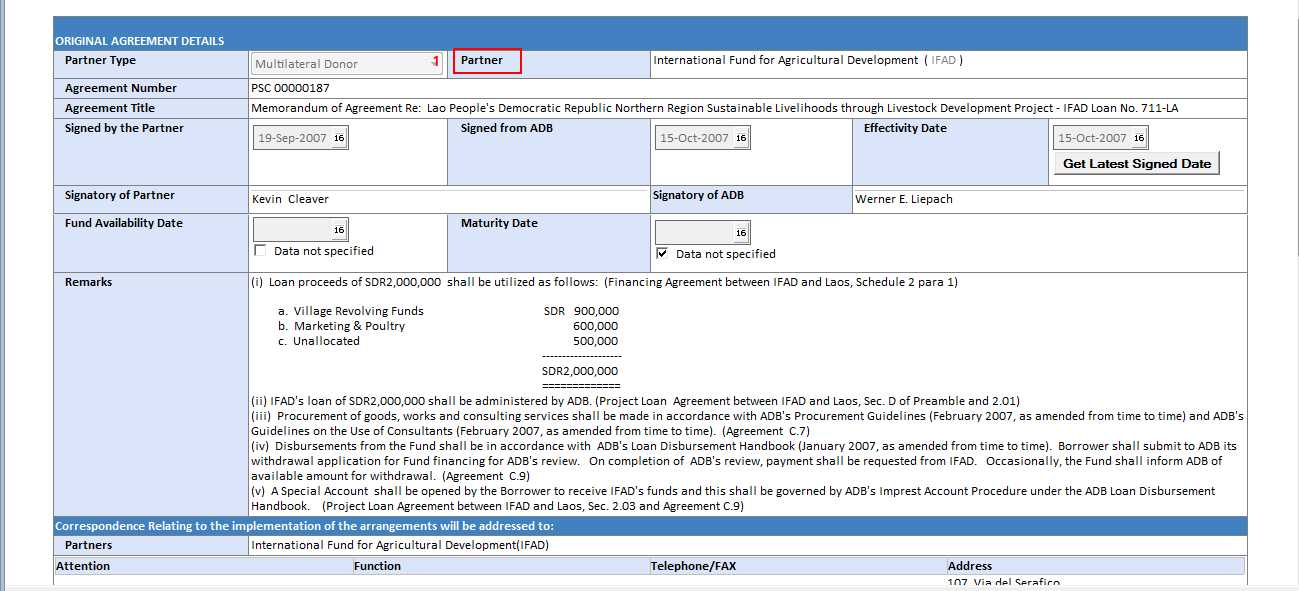 ORIGINAL AGREEMENT DETAILS
Partner Type Multilateral Donor 1 Partner International Fund for Agricultural Development ( IFAD )
Agreement Number PSC 00000187
Agreement Title Memorandum of Agreement Re: Lao People's Democratic Republic Northern Region Sustainable Livelihoods through Livestock Development Project - IFAD Loan No. 711-LA
Signed by the Partner 19-Sep-2007 16 Signed from ADB 15-Oct-2007 16 Effectivity Date 15-Oct-2007 16
Get Latest Signed Date
Signatory of Partner Kevin Cleaver Signatory of ADB Werner E. Liepach
Fund Availability Date 16 Maturity Date 16
Data not specified Data not specified
Remarks (i) Loan proceeds of SDR2,000,000 shall be utilized as follows: (Financing Agreement between IFAD and Laos, Schedule 2 para 1)
a. Village Revolving Funds SDR 900,000
b. Marketing & Poultry 600,000
c. Unallocated 500,000
--------------------
SDR2,000,000
=============
(ii) IFAD's loan of SDR2,000,000 shall be administered by ADB. (Project Loan Agreement between IFAD and Laos, Sec. D of Preamble and 2.01)
(iii) Procurement of goods, works and consulting services shall be made in accordance with ADB's Procurement Guidelines (February 2007, as amended from time to time) and ADB's
Guidelines on the Use of Consultants (February 2007, as amended from time to time). (Agreement C.7)
(iv) Disbursements from the Fund shall be in accordance with ADB's Loan Disbursement Handbook (January 2007, as amended from time to time). Borrower shall submit to ADB its
withdrawal application for Fund financing for ADB's review. On completion of ADB's review, payment shall be requested from IFAD. Occasionally, the Fund shall inform ADB of
available amount for withdrawal. (Agreement C.9)
(v) A Special Account shall be opened by the Borrower to receive IFAD's funds and this shall be governed by ADB's Imprest Account Procedure under the ADB Loan Disbursement
Handbook. (Project Loan Agreement between IFAD and Laos, Sec. 2.03 and Agreement C.9)
Correspondence Relating to the implementation of the arrangements will be addressed to:
Partners International Fund for Agricultural Development(IFAD)
Attention Function Telephone/FAX Address
107, Via del Serafico